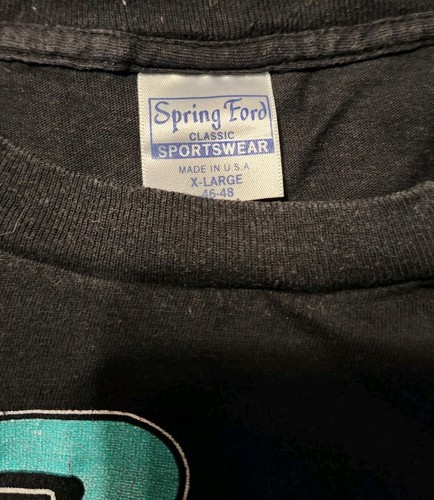 Spring Ford
CLASSIC
SPORTSWEAR
MADE IN U.S.A
X-LARGE
46-48